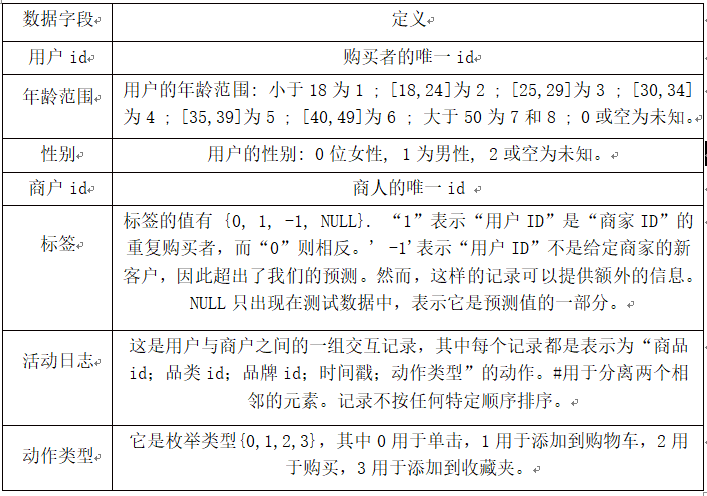 数据字段 定义
用户 id 购买者的唯一 id
年龄范围 用户的年龄范围: 小于 18 为 1 ; [18,24]为 2 ; [25,29]为 3 ; [30,34]
为 4 ; [35,39]为 5 ; [40,49]为 6 ; 大于 50 为 7 和 8 ; 0 或空为未知。
性别 用户的性别: 0 位女性, 1 为男性, 2 或空为未知。
商户 id 商人的唯一 id
标签 标签的值有 {0, 1, -1, NULL}. “1”表示“用户 ID”是“商家 ID”的
重复购买者，而“0”则相反。' -1'表示“用户 ID”不是给定商家的新
客户，因此超出了我们的预测。然而，这样的记录可以提供额外的信息。
NULL 只出现在测试数据中，表示它是预测值的一部分。
活动日志 这是用户与商户之间的一组交互记录，其中每个记录都是表示为“商品
id；品类 id；品牌 id；时间戳；动作类型”的动作。#用于分离两个相
邻的元素。记录不按任何特定顺序排序。
动作类型 它是枚举类型{0,1,2,3}，其中 0 用于单击，1 用于添加到购物车，2 用
于购买，3 用于添加到收藏夹。